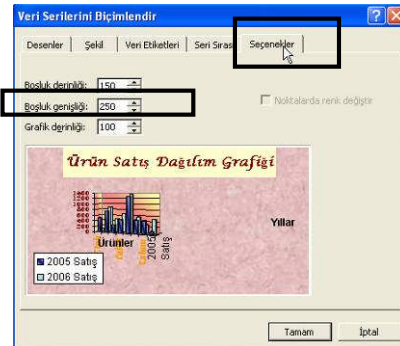 Veri Serilerini Biçimlendir
Desenler Şekil Veri Etiketleri Seri Sırası Seçenekler
Boşluk derinliği: 150
Boşluk genişliği: 250
Noktalarda renk değiştir
Grafik derinliği: 100
Ürün Satış Dağılım Grafiği
Yıllar
Ürünler
2005 Satış
2005 Satış
2006 Satış
Tamam İptal